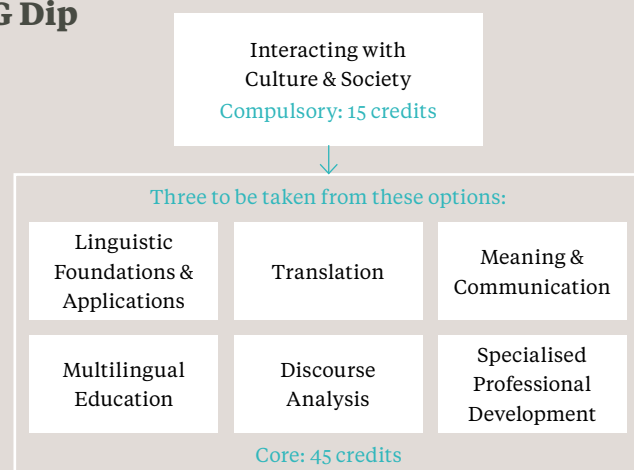 G Dip
Interacting with
Culture & Society
Compulsory: 15 credits
Three to be taken from these options:
Linguistic
Foundations &
Applications
Translation
Meaning &
Communication
Multilingual
Education
Discourse
Analysis
Specialised
Professional
Development
Core: 45 credits